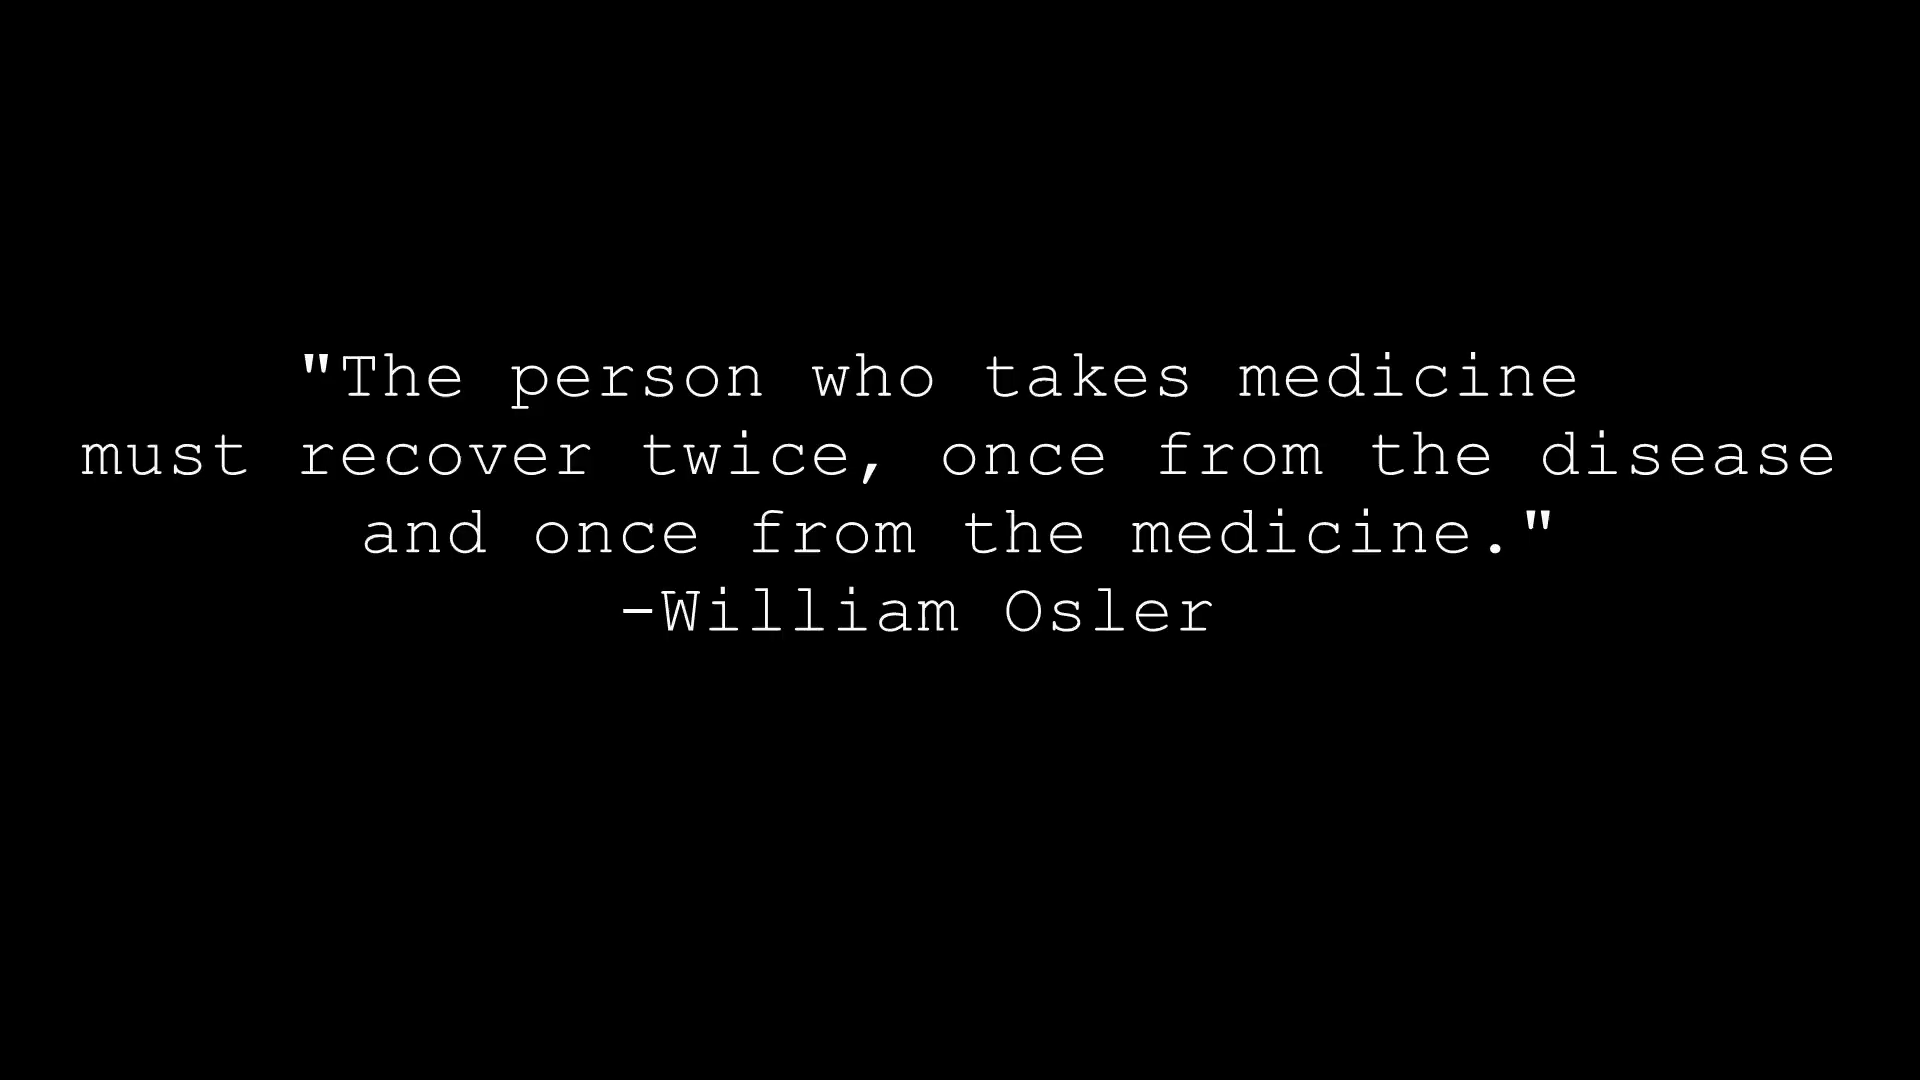 "The person who takes medicine
must recover twice, once from the disease
and once from the medicine."
-William Osler